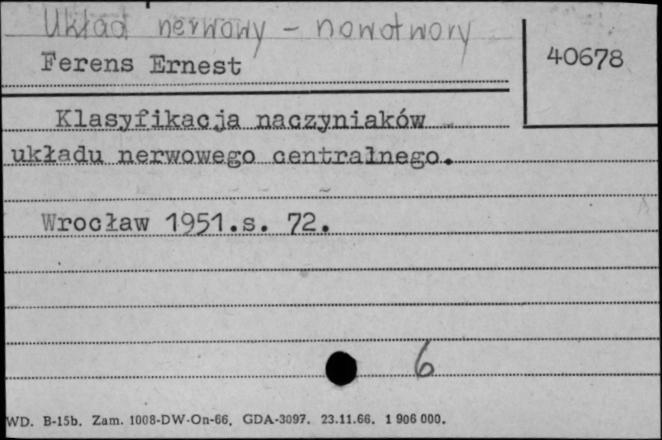 Układ nerwowy - nowotwory
Ferens Ernest
40678
Klasyfikacja naczyniaków
układu nerwowego centralnego.
Wrocław 1951.s. 72.
6
WD. B-15b. Zam. 1008-DW-On-66. GDA-3097. 23.11.66. 1 906 000.